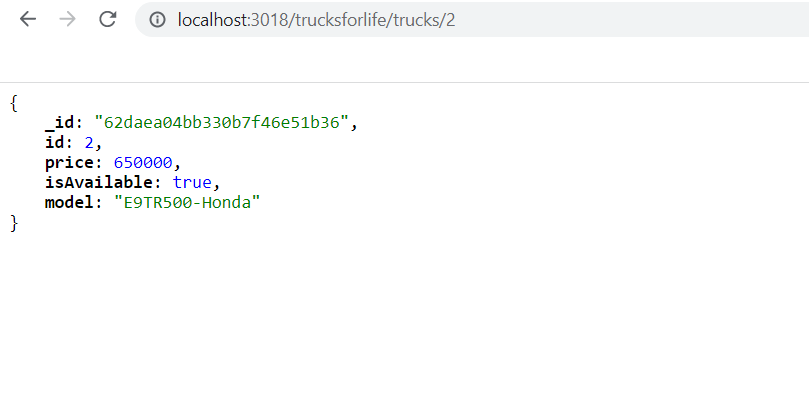 localhost:3018/trucksforlife/trucks/2
{
_id: "62daea04bb330b7f46e51b36",
id: 2,
price: 650000,
isAvailable: true,
model: "E9TR500-Honda"
}